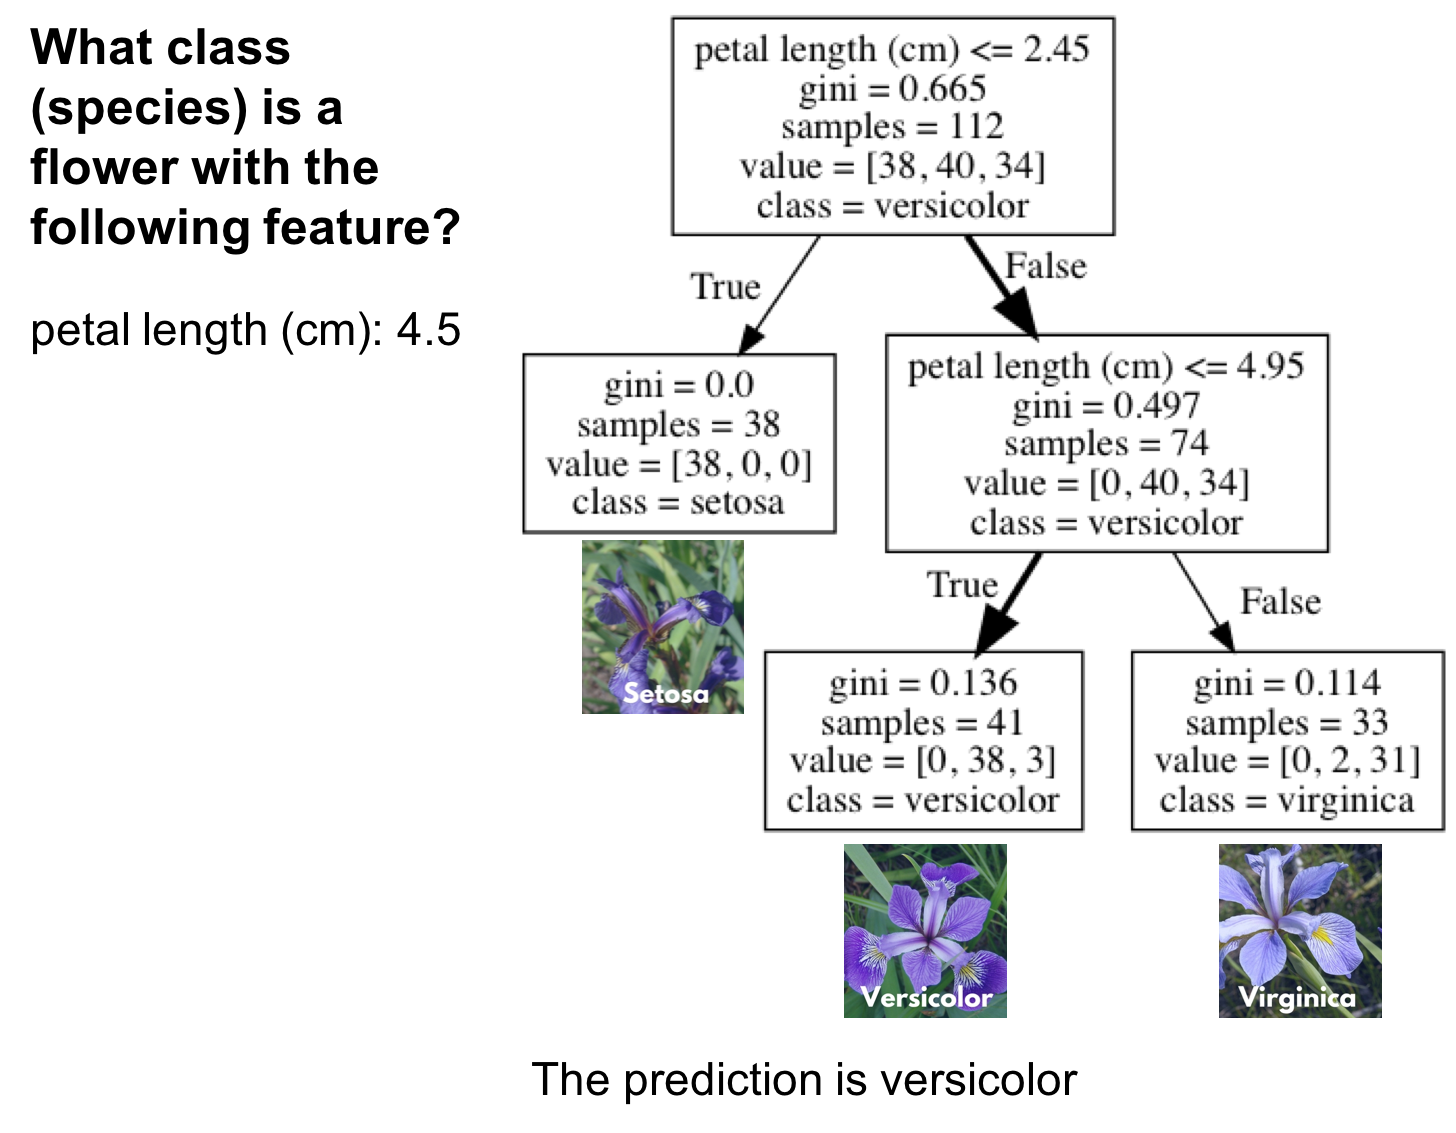 What class
(species) is a
flower with the
following feature?
petal length (cm): 4.5
petal length (cm) <= 2.45
gini = 0.665
samples = 112
value = [38, 40, 34]
class = versicolor
True
False
gini = 0.0
samples = 38
value = [38, 0, 0]
class = setosa
Setosa
petal length (cm) <= 4.95
gini = 0.497
samples = 74
value = [0, 40, 34]
class = versicolor
True
False
gini = 0.136
samples = 41
value = [0, 38, 3]
class = versicolor
Versicolor
gini = 0.114
samples = 33
value = [0, 2, 31]
class = virginica
Virginica
The prediction is versicolor